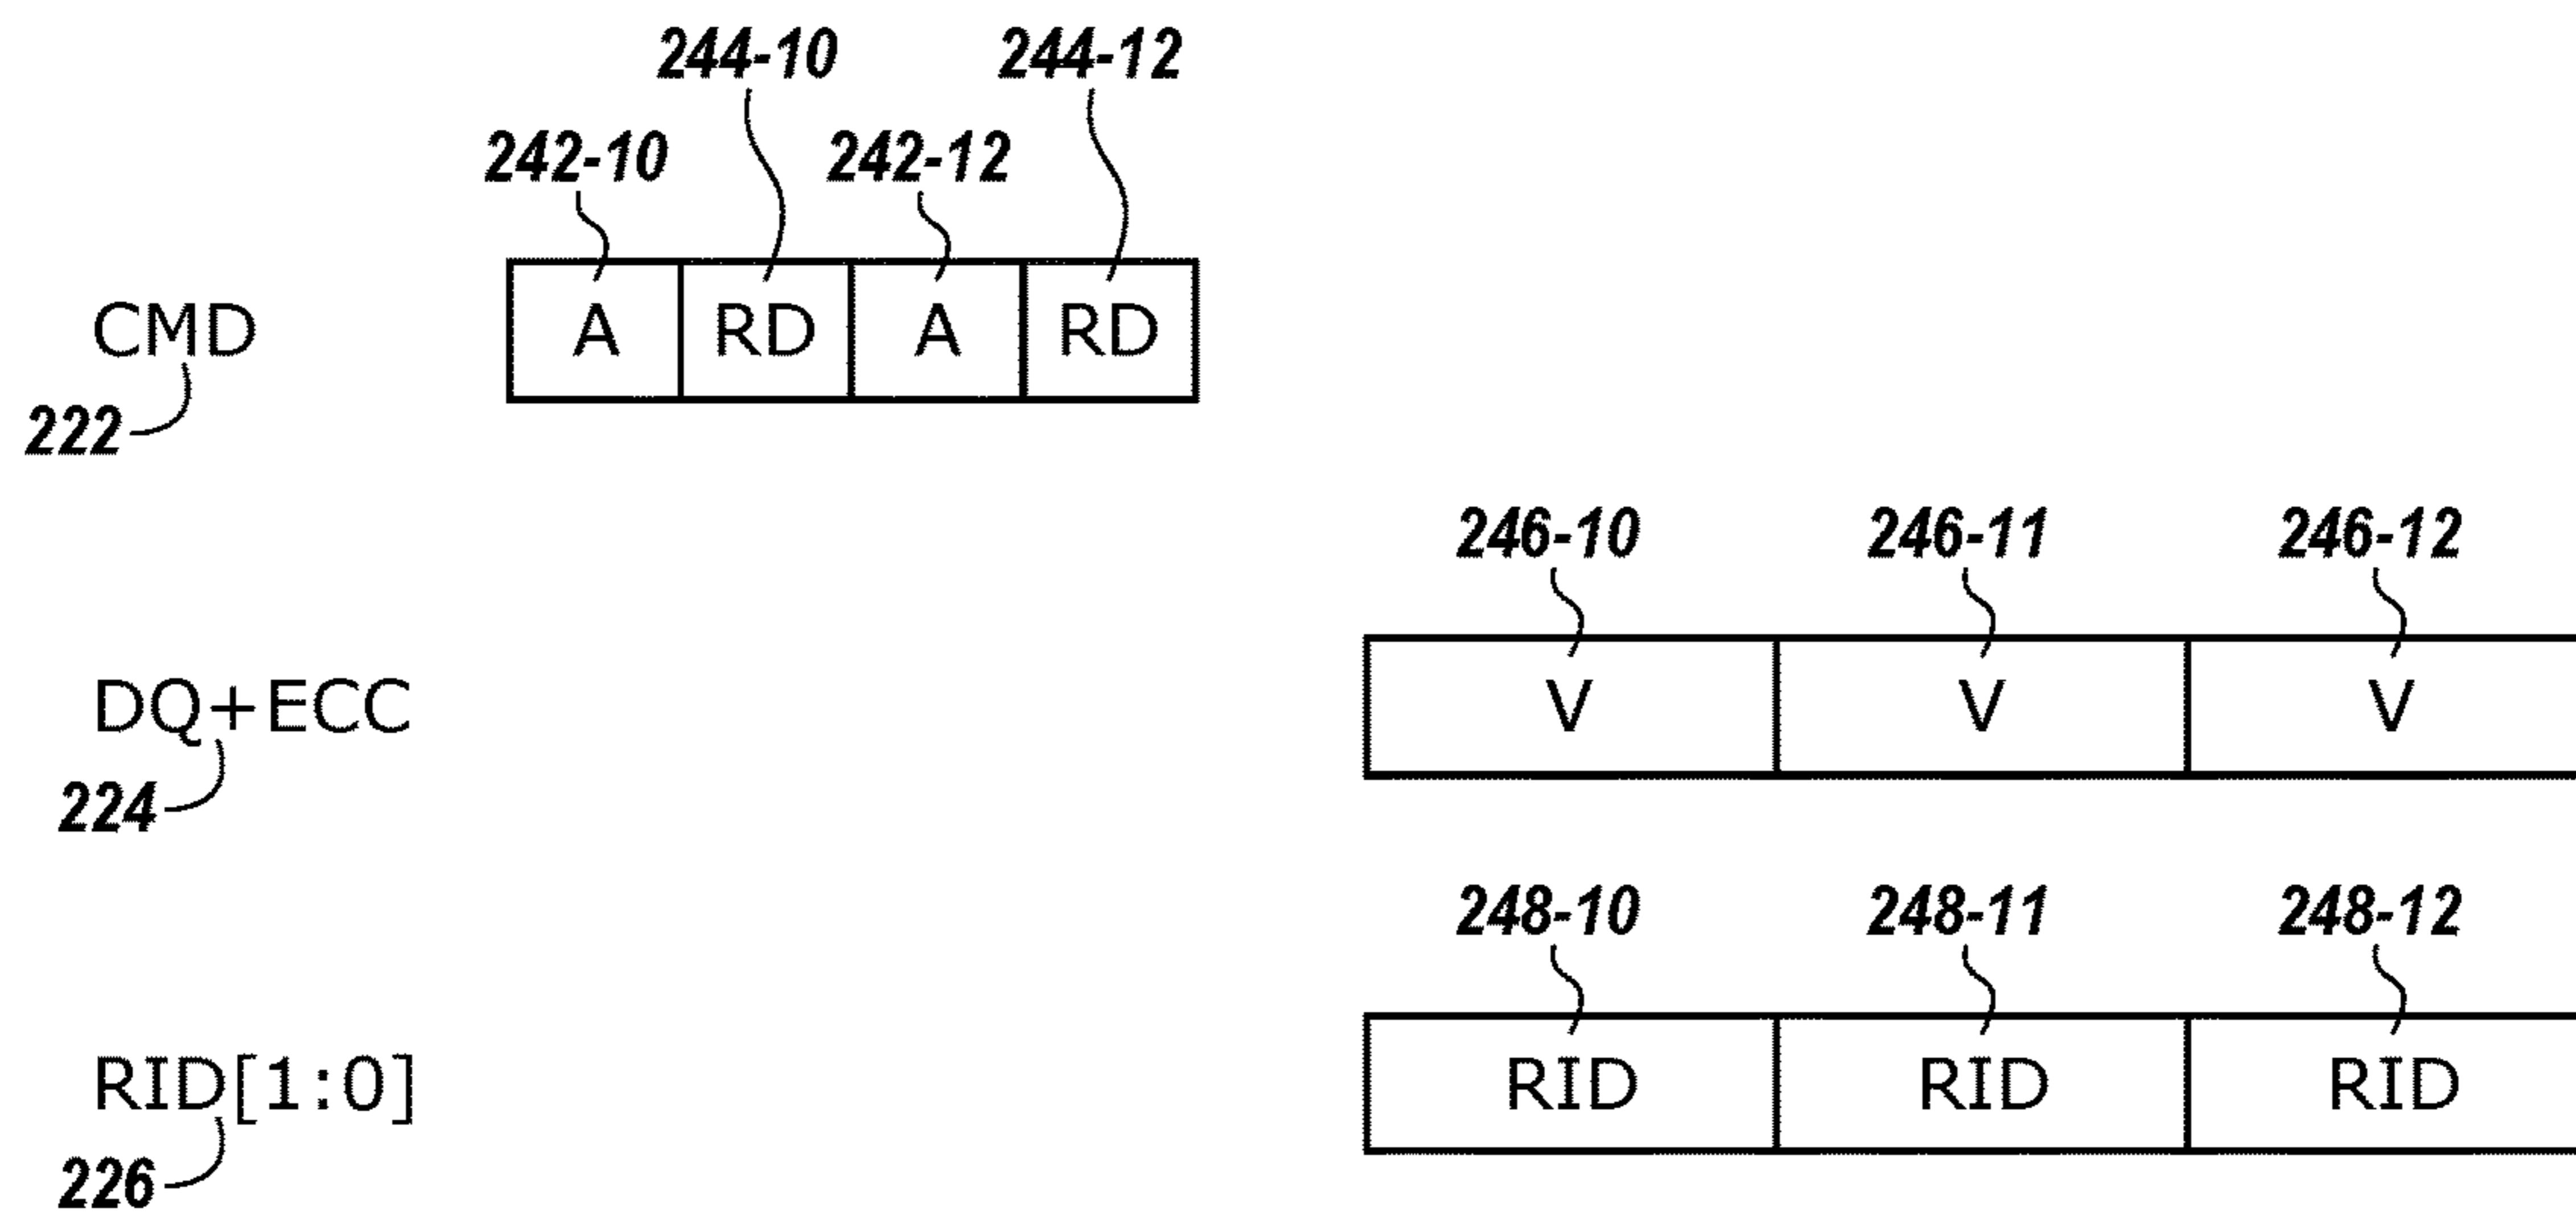 244-10 244-12
242-10 242-12
CMD A RD A RD
222
246-10 246-11 246-12
DQ+ECC V V V
224
248-10 248-11 248-12
RID[1:0] RID RID RID
226